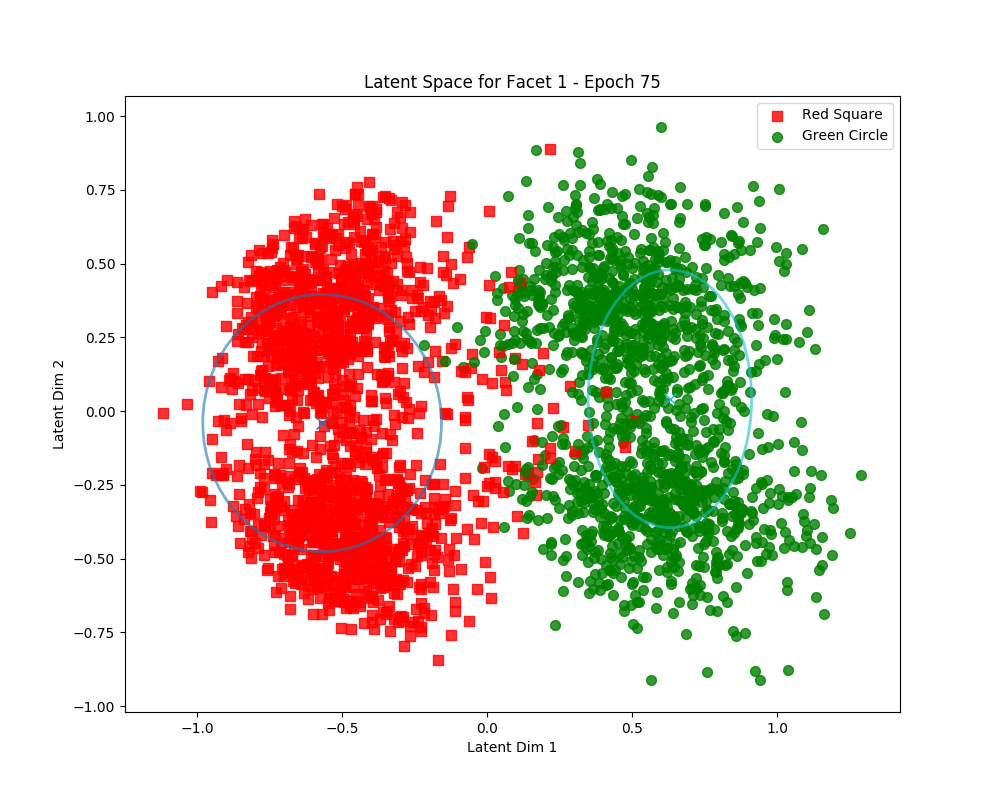 Latent Space for Facet 1 - Epoch 75
Red Square
Green Circle
1.00
0.75
0.50
0.25
0.00
−0.25
−0.50
−0.75
−1.00
Latent Dim 2
−1.0
−0.5
0.0
0.5
1.0
Latent Dim 1